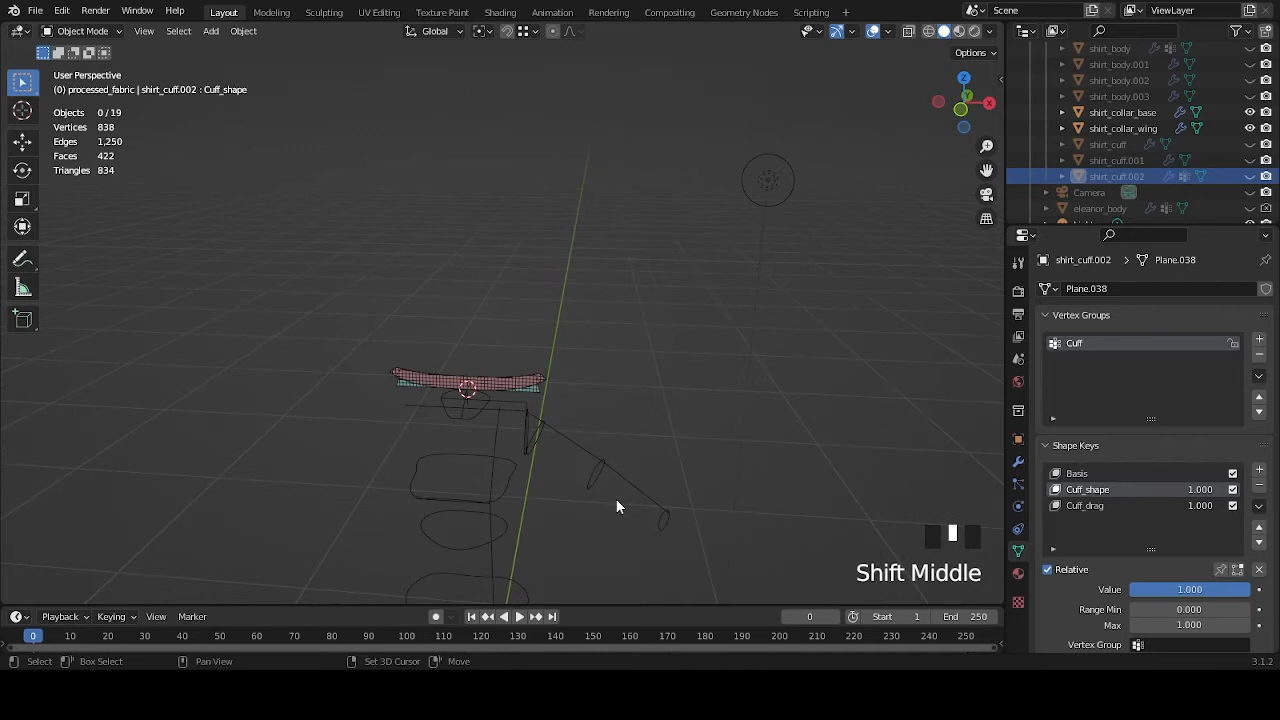 File Edit Render Window Help Layout Modeling Sculpting UV Editing Texture Paint Shading Animation Rendering Compositing Geometry Nodes Scripting + Scene ViewLayer
Object Mode View Select Add Object Global
Options
User Perspective
(0) processed_fabric | shirt_cuff.002 : Cuff_shape
Objects 0/19
Vertices 838
Edges 1,250
Faces 422
Triangles 834
Z
Y
X
shirt_body
shirt_body.001
shirt_body.002
shirt_body.003
shirt_collar_base
shirt_collar_wing
shirt_cuff
shirt_cuff.001
shirt_cuff.002
Camera
eleanor_body
shirt_cuff.002 Plane.038
Plane.038
Vertex Groups
Cuff
Shape Keys
Basis
Cuff_shape 1.000
Cuff_drag 1.000
Relative
Value 1.000
Range Min 0.000
Max 1.000
Vertex Group
Shift Middle
Playback Keying View Marker 0 Start 1 End 250
0 10 20 30 40 50 60 70 80 90 100 110 120 130 140 150 160 170 180 190 200 210 220 230 240 250
Select Box Select Pan View Set 3D Cursor Move 3.1.2